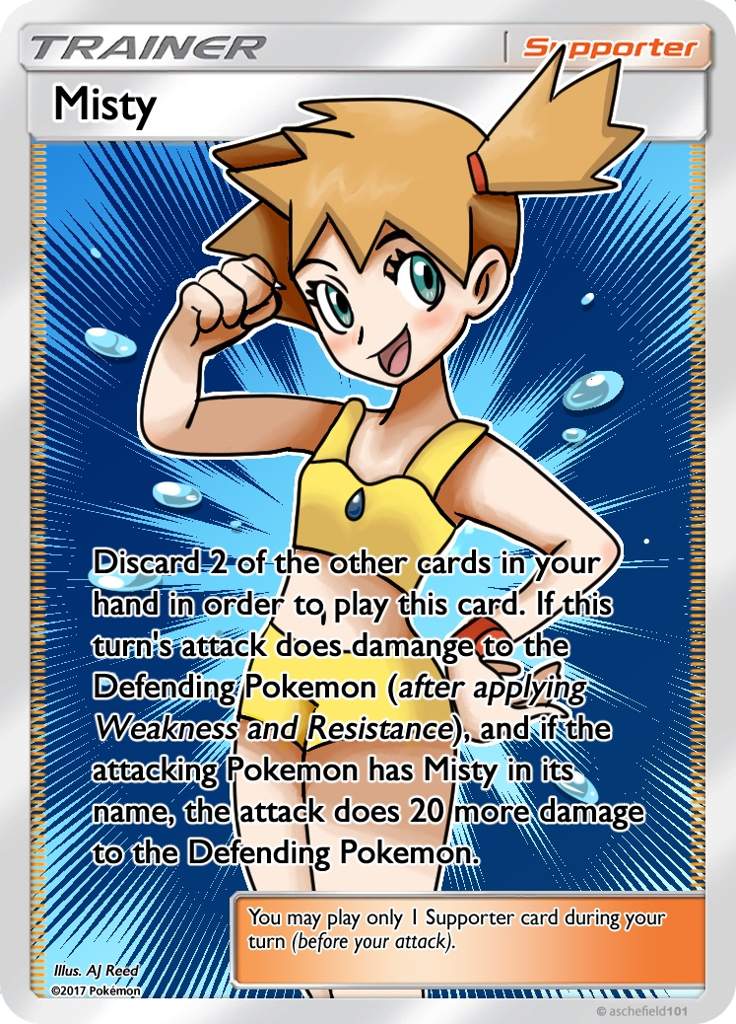 TRAINER
Supporter
Misty
Discard 2 of the other cards in your
hand in order to play this card. If this
turn's attack does damange to the
Defending Pokemon (after applying
Weakness and Resistance), and if the
attacking Pokemon has Misty in its
name, the attack does 20 more damage
to the Defending Pokemon.
You may play only 1 Supporter card during your
turn (before your attack).
Illus. AJ Reed
©2017 Pokémon
© aschefield101